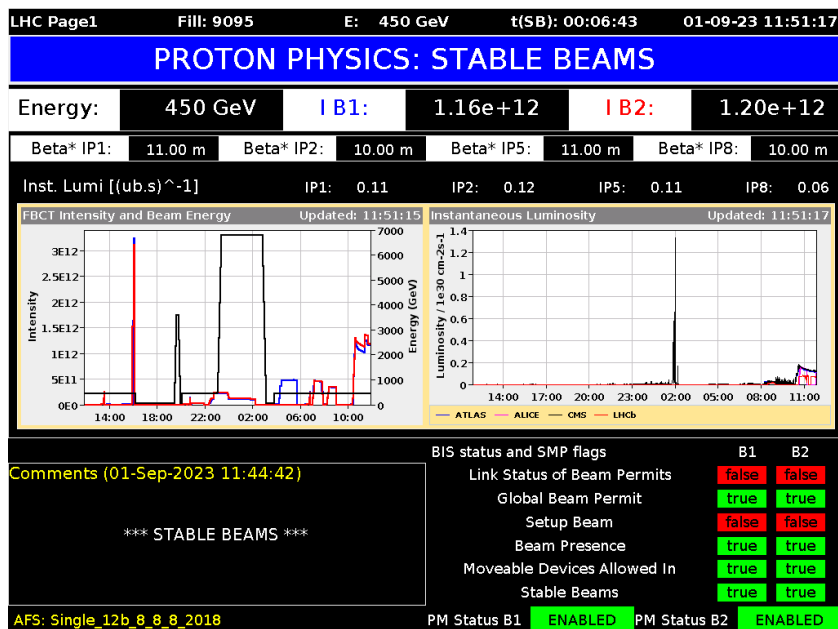 LHC Page1 Fill: 9095 E: 450 GeV t(SB): 00:06:43 01-09-23 11:51:17
PROTON PHYSICS: STABLE BEAMS
Energy: 450 GeV I B1: 1.16e+12 I B2: 1.20e+12
Beta* IP1: 11.00 m Beta* IP2: 10.00 m Beta* IP5: 11.00 m Beta* IP8: 10.00 m
Inst. Lumi [(ub.s)^-1] IP1: 0.11 IP2: 0.12 IP5: 0.11 IP8: 0.06
FBCT Intensity and Beam Energy Updated: 11:51:15
Intensity
3E12
2.5E12
2E12
1.5E12
1E12
5E11
0E0
7000
6000
5000
4000
3000
2000
1000
0
Energy (GeV)
14:00 18:00 22:00 02:00 06:00 10:00
Instantaneous Luminosity Updated: 11:51:17
Luminosity / 1e30 cm-2s-1
1.4
1.2
1
0.8
0.6
0.4
0.2
0
14:00 17:00 20:00 23:00 02:00 05:00 08:00 11:00
ATLAS ALICE CMS LHCb
Comments (01-Sep-2023 11:44:42)
*** STABLE BEAMS ***
BIS status and SMP flags B1 B2
Link Status of Beam Permits false false
Global Beam Permit true true
Setup Beam false false
Beam Presence true true
Moveable Devices Allowed In true true
Stable Beams true true
AFS: Single_12b_8_8_8_2018 PM Status B1 ENABLED PM Status B2 ENABLED